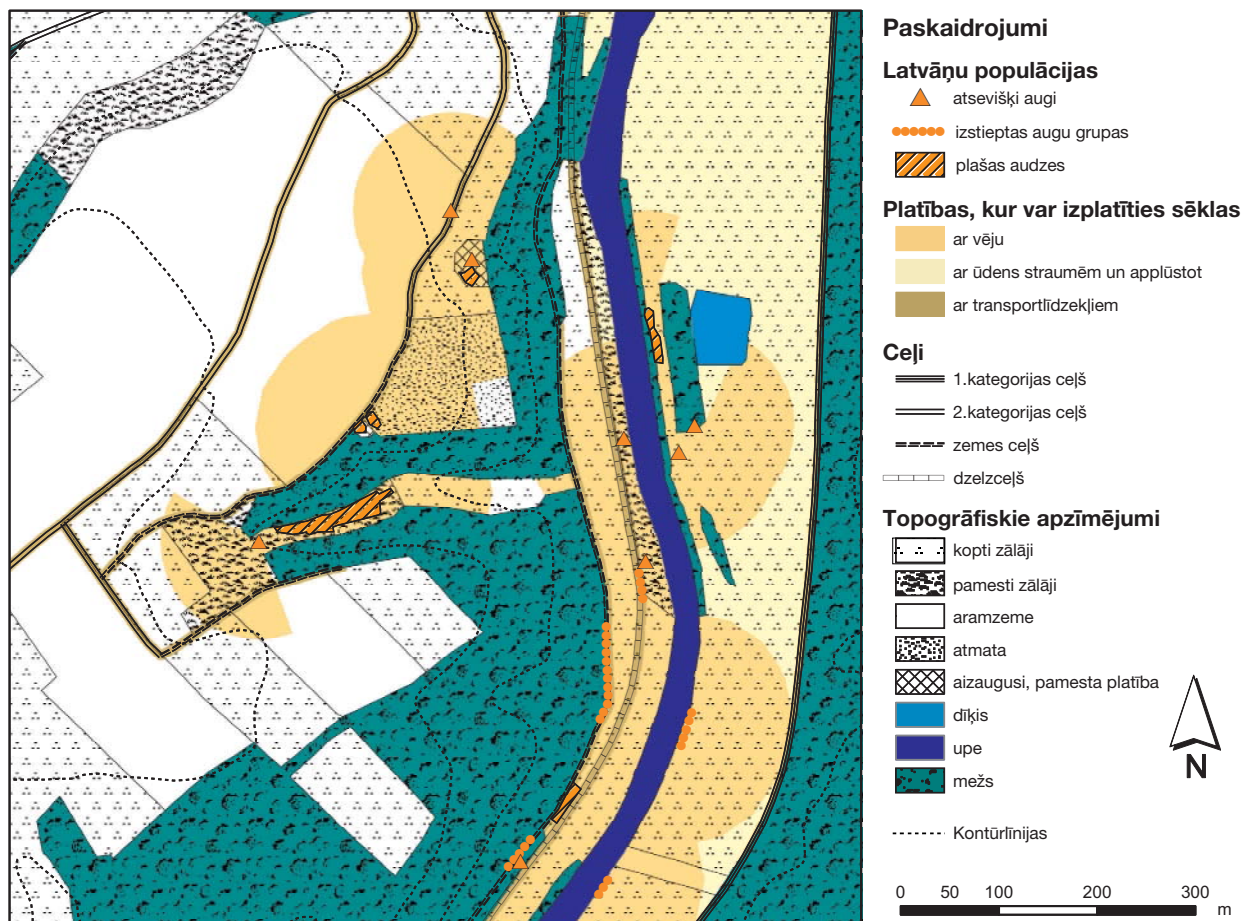 Paskaidrojumi
Latvāņu populācijas
atsevišķi augi
izstieptas augu grupas
plašas audzes
Platības, kur var izplatīties sēklas
ar vēju
ar ūdens straumēm un applūstot
ar transportlīdzekļiem
Ceļi
1.kategorijas ceļš
2.kategorijas ceļš
zemes ceļš
dzelzceļš
Topogrāfiskie apzīmējumi
kopti zālāji
pamesti zālāji
aramzeme
atmata
aizaugusi, pamesta platība
dīķis
upe
mežs
N
Kontūrlīnijas
0 50 100 200 300
m